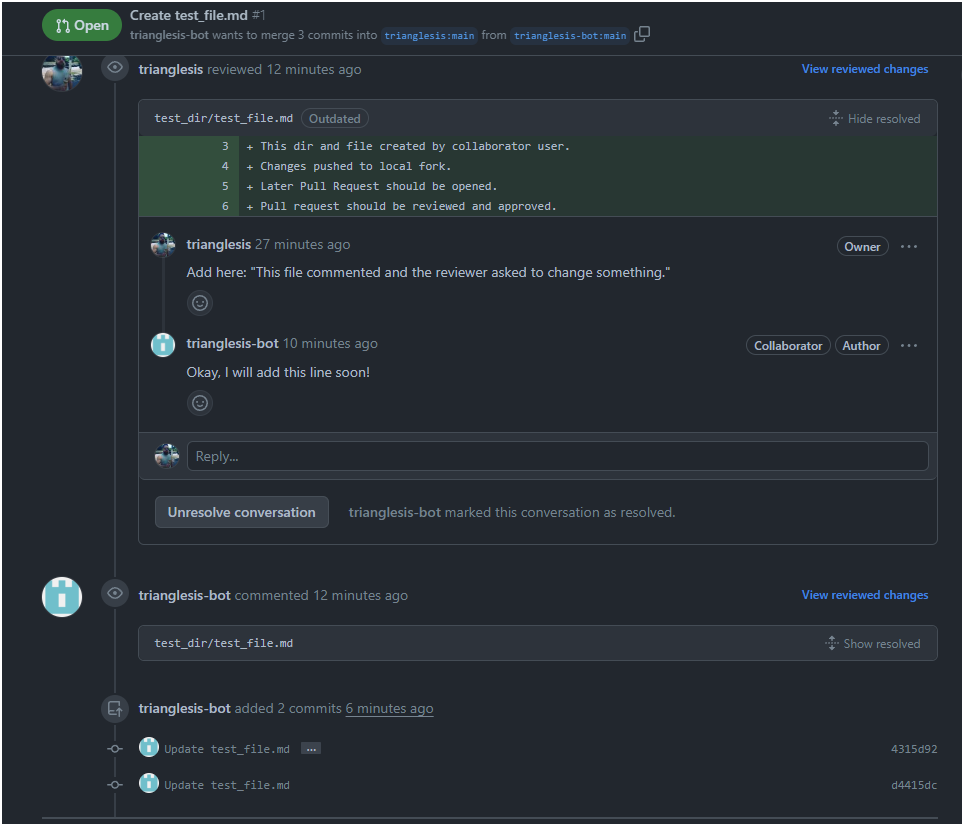 Open
Create test_file.md #1
trianglesis-bot wants to merge 3 commits into trianglesis:main from trianglesis-bot:main
trianglesis reviewed 12 minutes ago
View reviewed changes
test_dir/test_file.md Outdated
Hide resolved
3 + This dir and file created by collaborator user.
4 + Changes pushed to local fork.
5 + Later Pull Request should be opened.
6 + Pull request should be reviewed and approved.
trianglesis 27 minutes ago
Owner ...
Add here: "This file commented and the reviewer asked to change something."
trianglesis-bot 10 minutes ago
Collaborator Author ...
Okay, I will add this line soon!
Reply...
Unresolve conversation
trianglesis-bot marked this conversation as resolved.
trianglesis-bot commented 12 minutes ago
View reviewed changes
test_dir/test_file.md
Show resolved
trianglesis-bot added 2 commits 6 minutes ago
Update test_file.md ...
4315d92
Update test_file.md
d4415dc